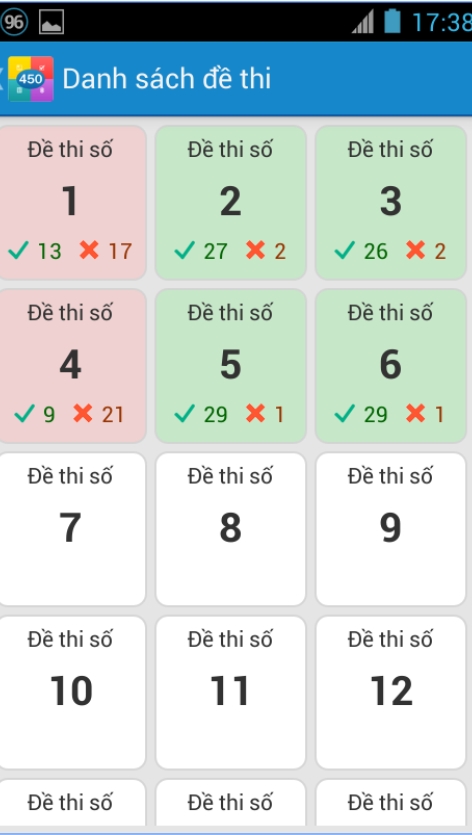 96 17:38
450 Danh sách đề thi
Đề thi số Đề thi số Đề thi số
1 2 3
13 17 27 2 26 2
Đề thi số Đề thi số Đề thi số
4 5 6
9 21 29 1 29 1
Đề thi số Đề thi số Đề thi số
7 8 9
Đề thi số Đề thi số Đề thi số
10 11 12
Đề thi số Đề thi số Đề thi số